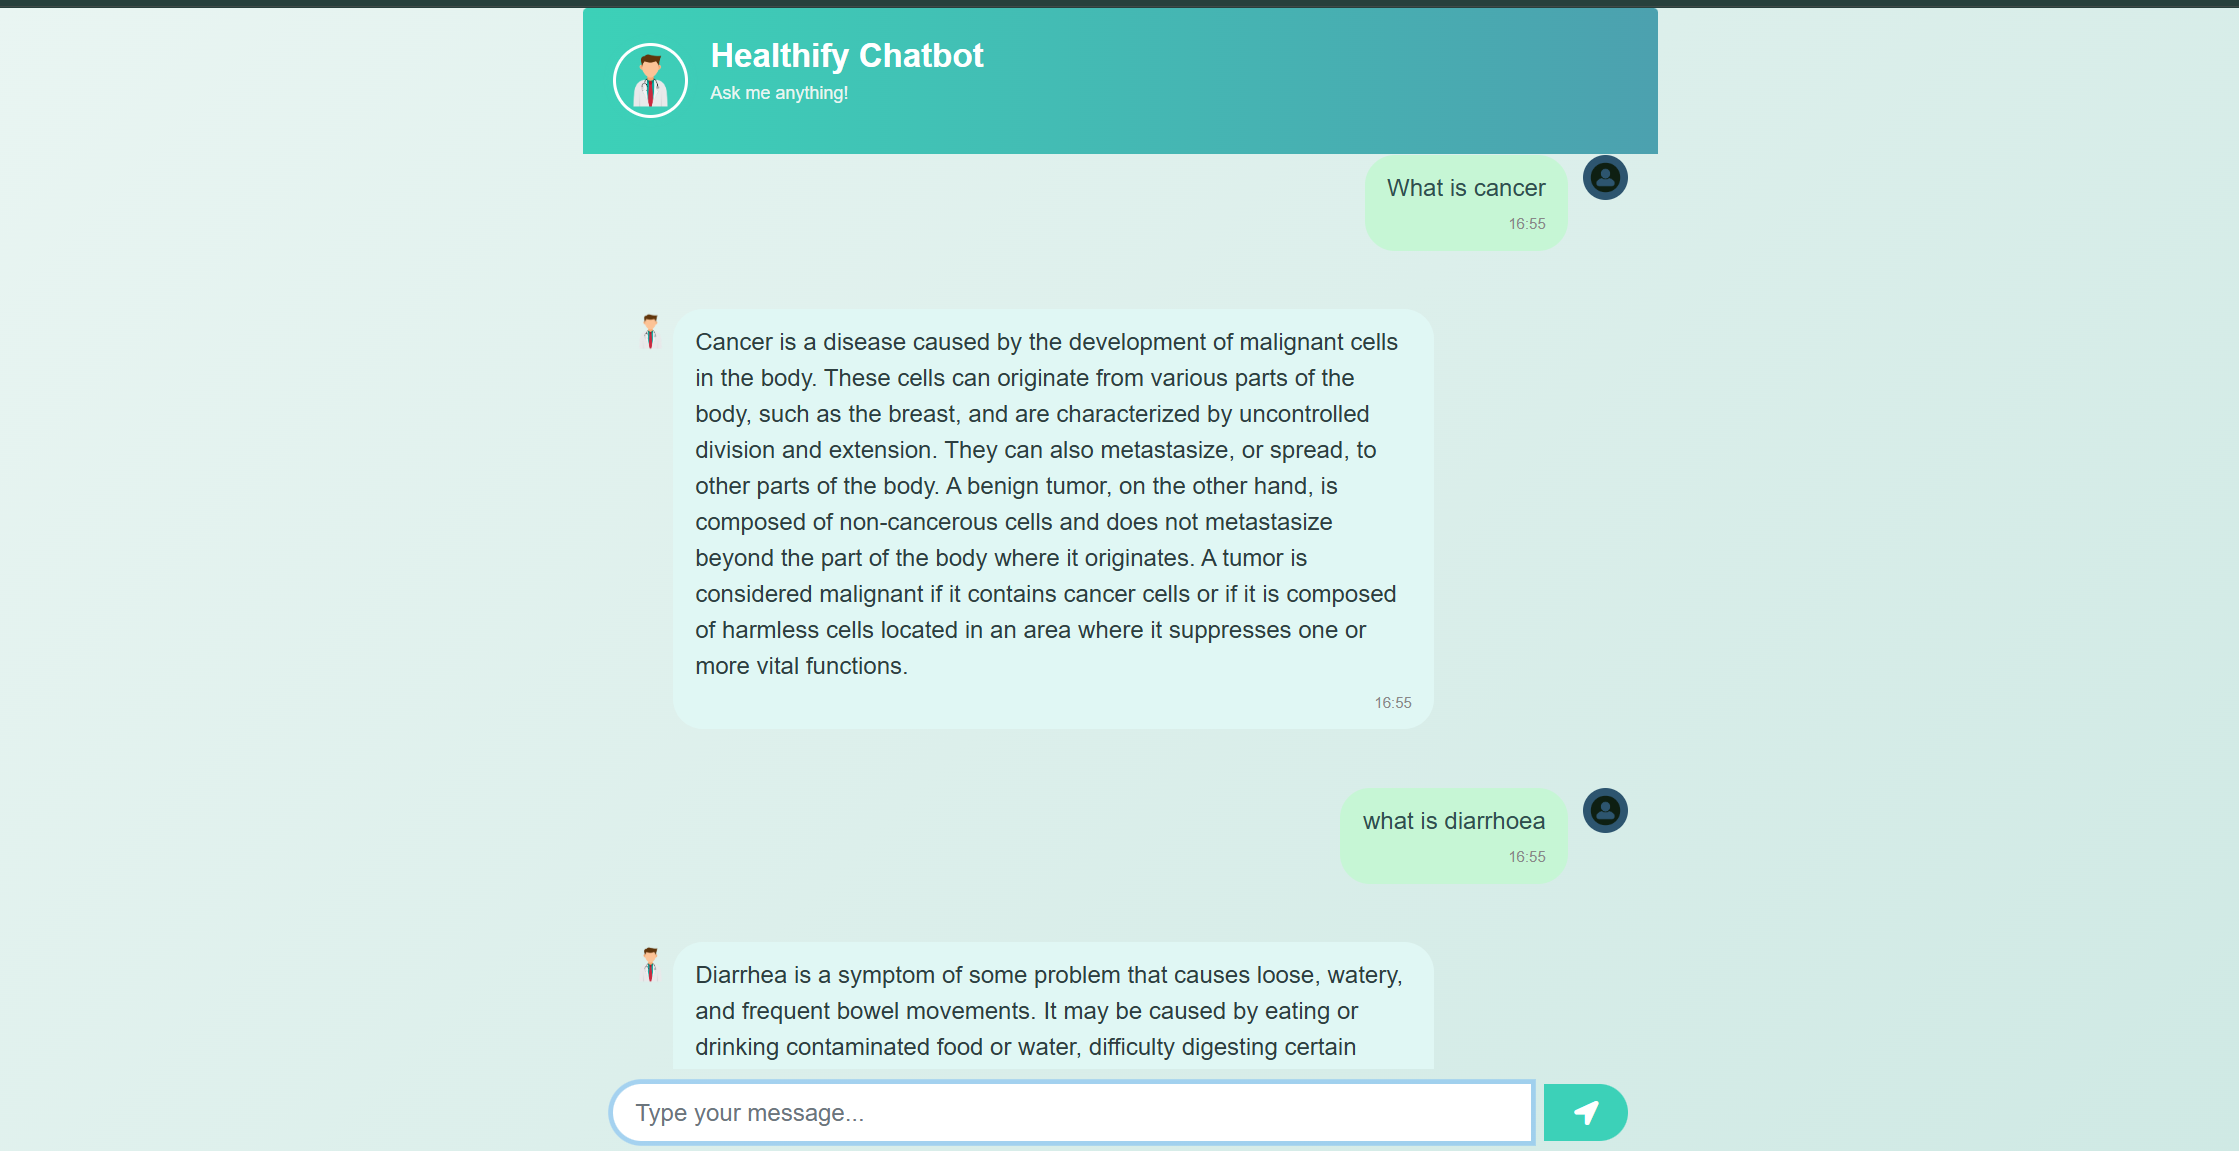 Healthify Chatbot
Ask me anything!
What is cancer
16:55
Cancer is a disease caused by the development of malignant cells
in the body. These cells can originate from various parts of the
body, such as the breast, and are characterized by uncontrolled
division and extension. They can also metastasize, or spread, to
other parts of the body. A benign tumor, on the other hand, is
composed of non-cancerous cells and does not metastasize
beyond the part of the body where it originates. A tumor is
considered malignant if it contains cancer cells or if it is composed
of harmless cells located in an area where it suppresses one or
more vital functions.
16:55
what is diarrhoea
16:55
Diarrhea is a symptom of some problem that causes loose, watery,
and frequent bowel movements. It may be caused by eating or
drinking contaminated food or water, difficulty digesting certain
Type your message...